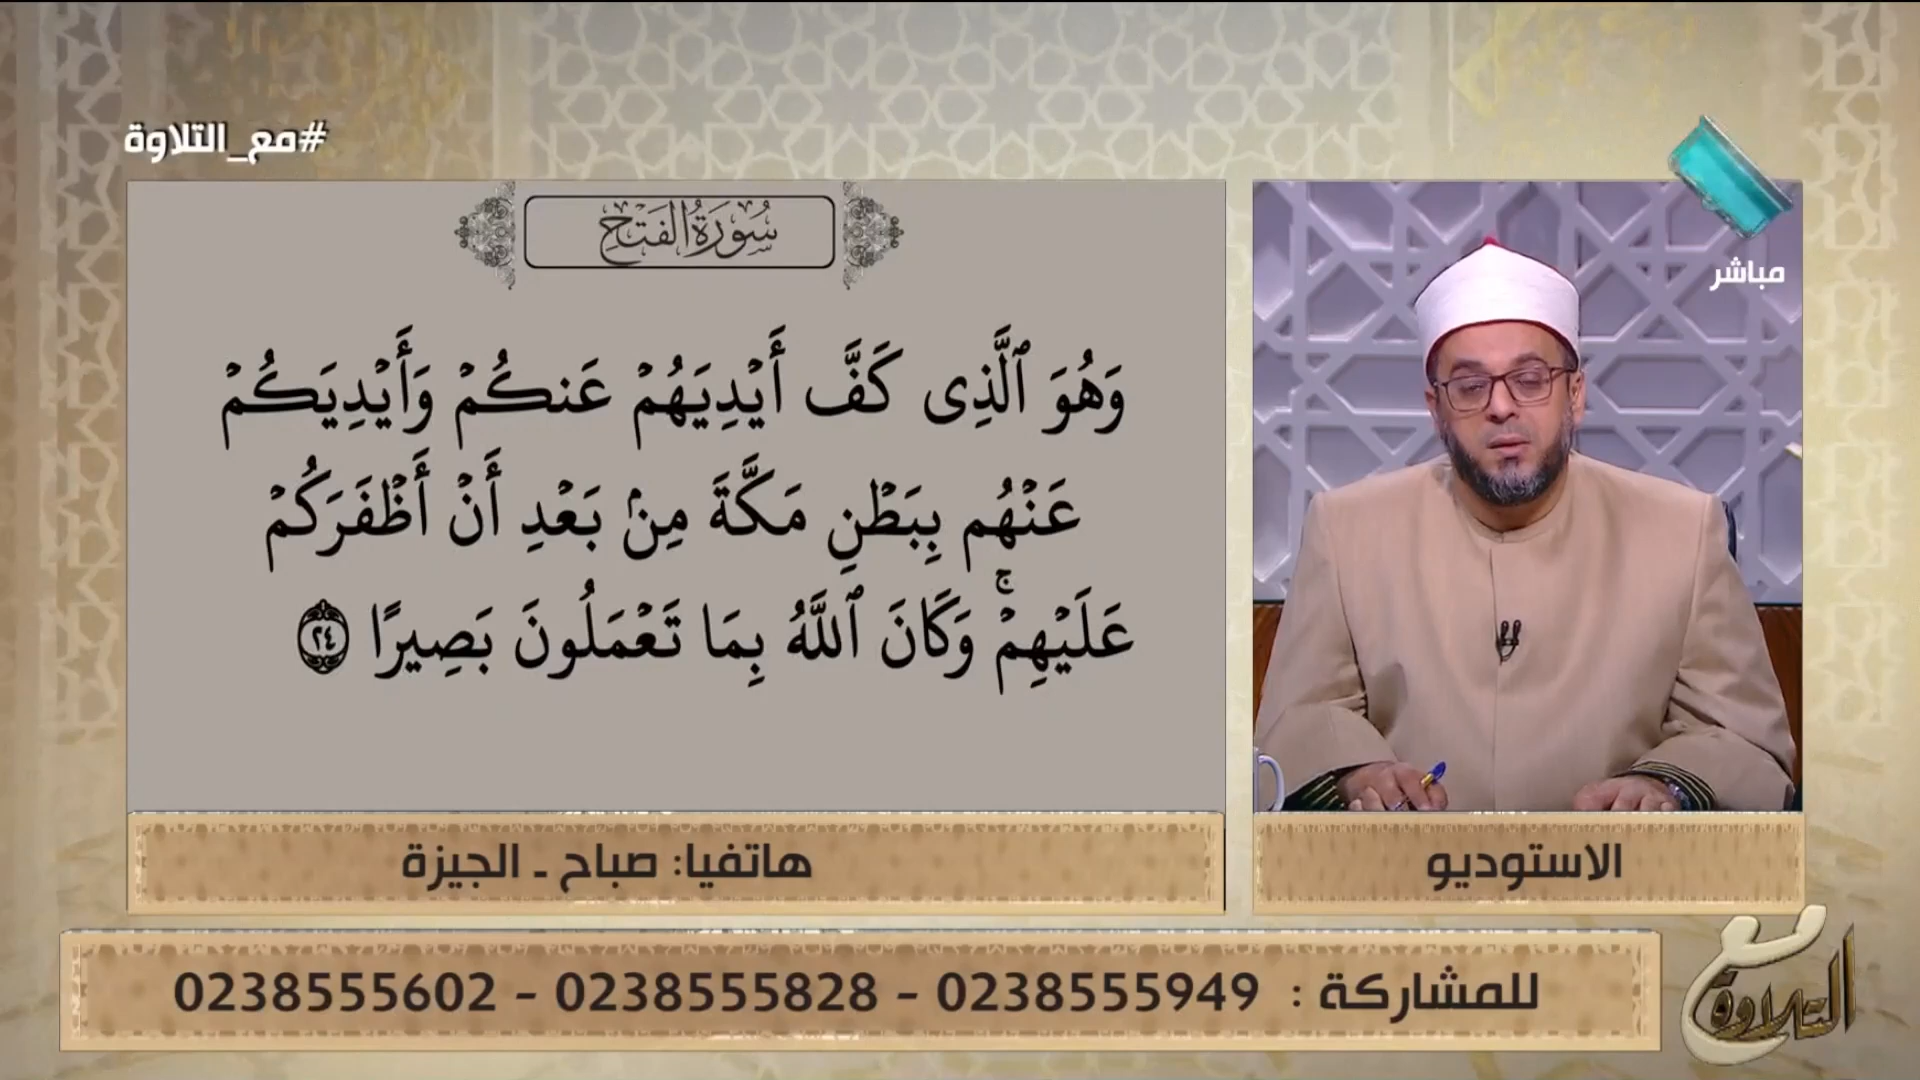 #مع_التلاوة
سُورَةُ الفَتْحِ
مباشر
وَهُوَ ٱلَّذِى كَفَّ أَيْدِيَهُمْ عَنكُمْ وَأَيْدِيَكُمْ
عَنْهُم بِبَطْنِ مَكَّةَ مِنۢ بَعْدِ أَنْ أَظْفَرَكُمْ
عَلَيْهِمْ ۚ وَكَانَ ٱللَّهُ بِمَا تَعْمَلُونَ بَصِيرًا ٢٤
الاستوديو
هاتفيا: صباح - الجيزة
للمشاركة : 0238555949 - 0238555828 - 0238555602
مع
التلاوة